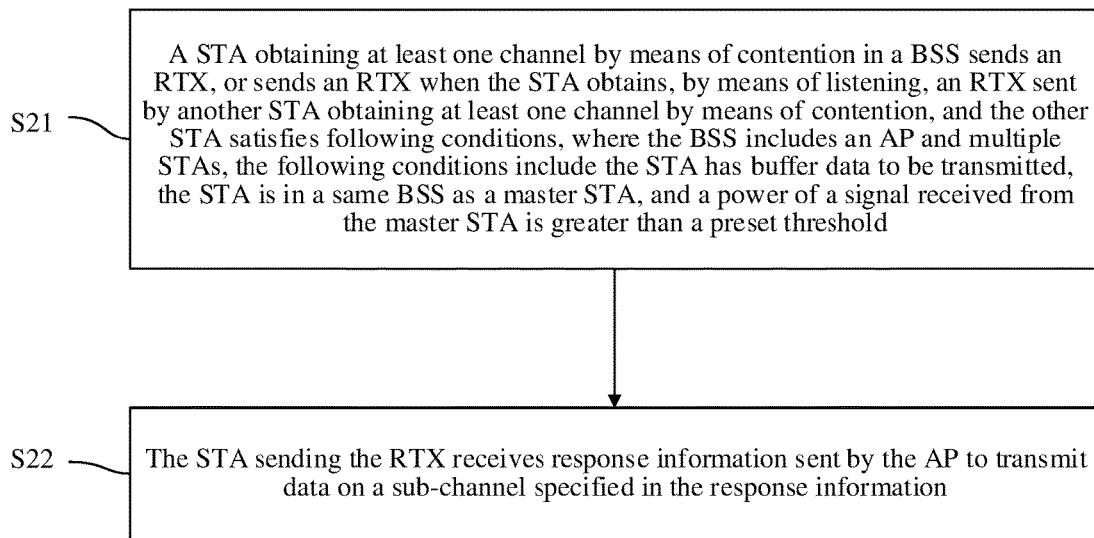 S21
A STA obtaining at least one channel by means of contention in a BSS sends an
RTX, or sends an RTX when the STA obtains, by means of listening, an RTX sent
by another STA obtaining at least one channel by means of contention, and the other
STA satisfies following conditions, where the BSS includes an AP and multiple
STAs, the following conditions include the STA has buffer data to be transmitted,
the STA is in a same BSS as a master STA, and a power of a signal received from
the master STA is greater than a preset threshold
S22
The STA sending the RTX receives response information sent by the AP to transmit
data on a sub-channel specified in the response information